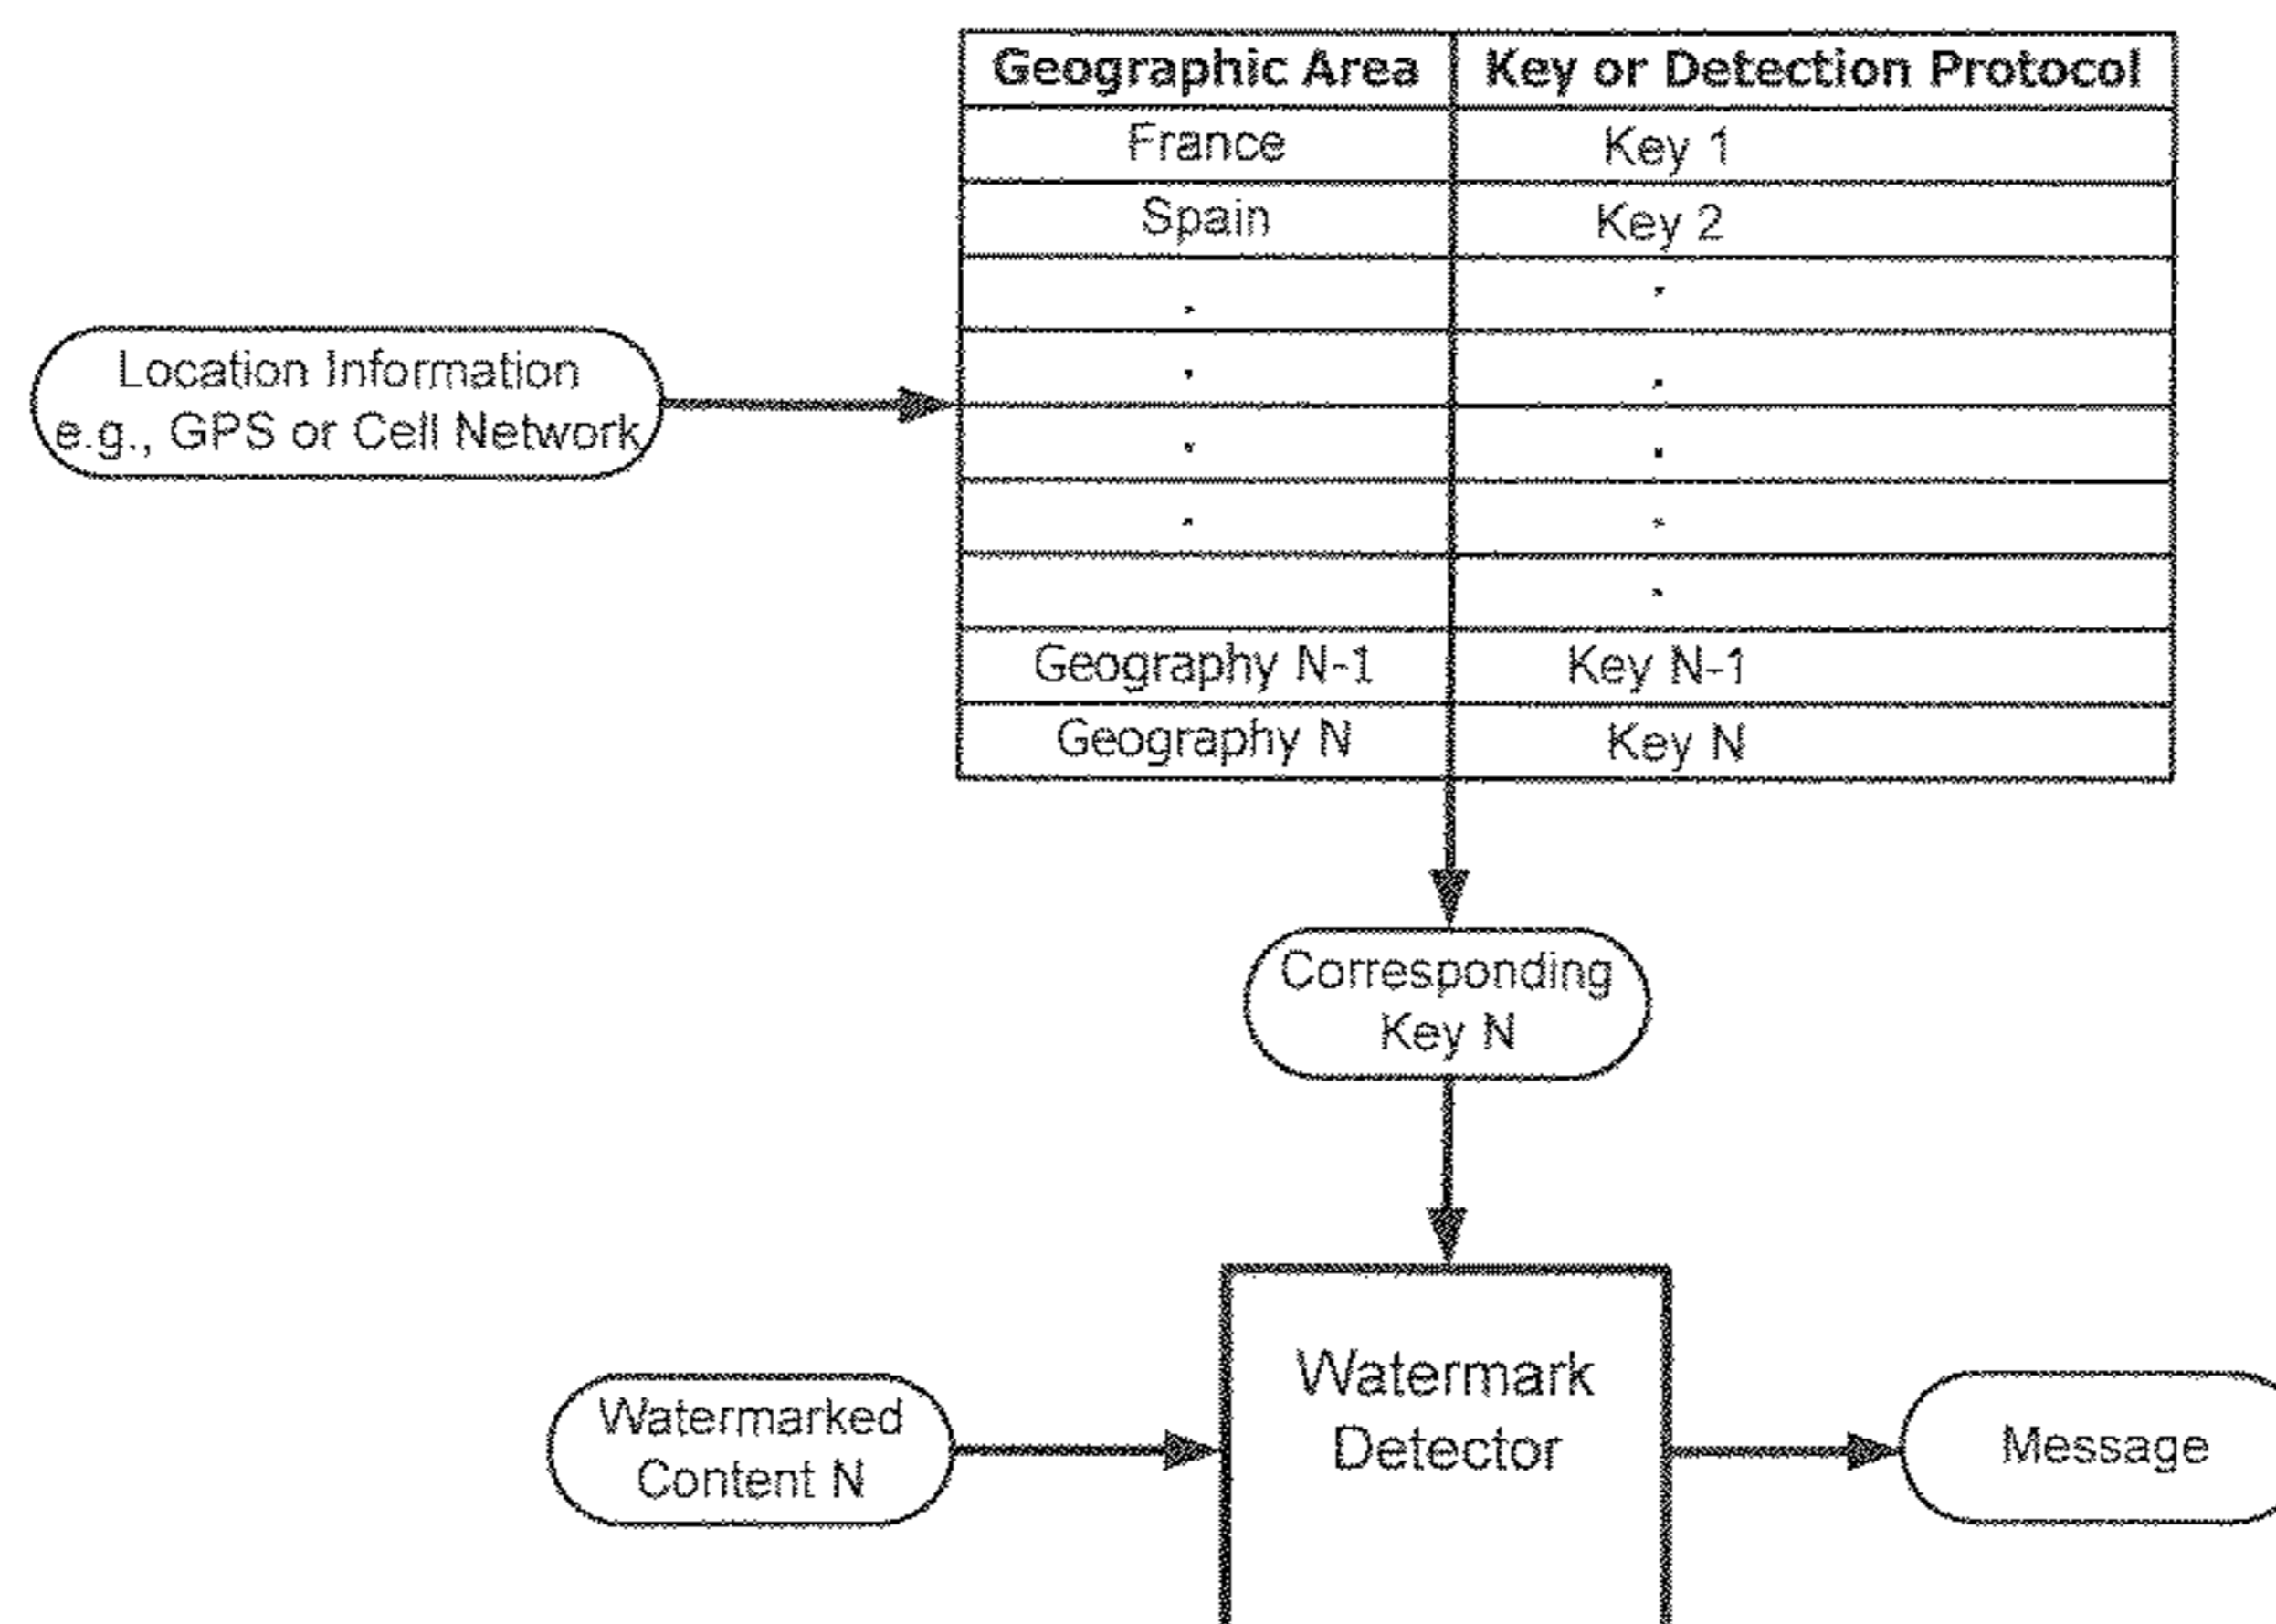 Geographic Area Key or Detection Protocol
France Key 1
Spain Key 2
Location Information
e.g., GPS or Cell Network
Geography N-1 Key N-1
Geography N Key N
Corresponding
Key N
Watermark
Detector
Watermarked
Content N
Message